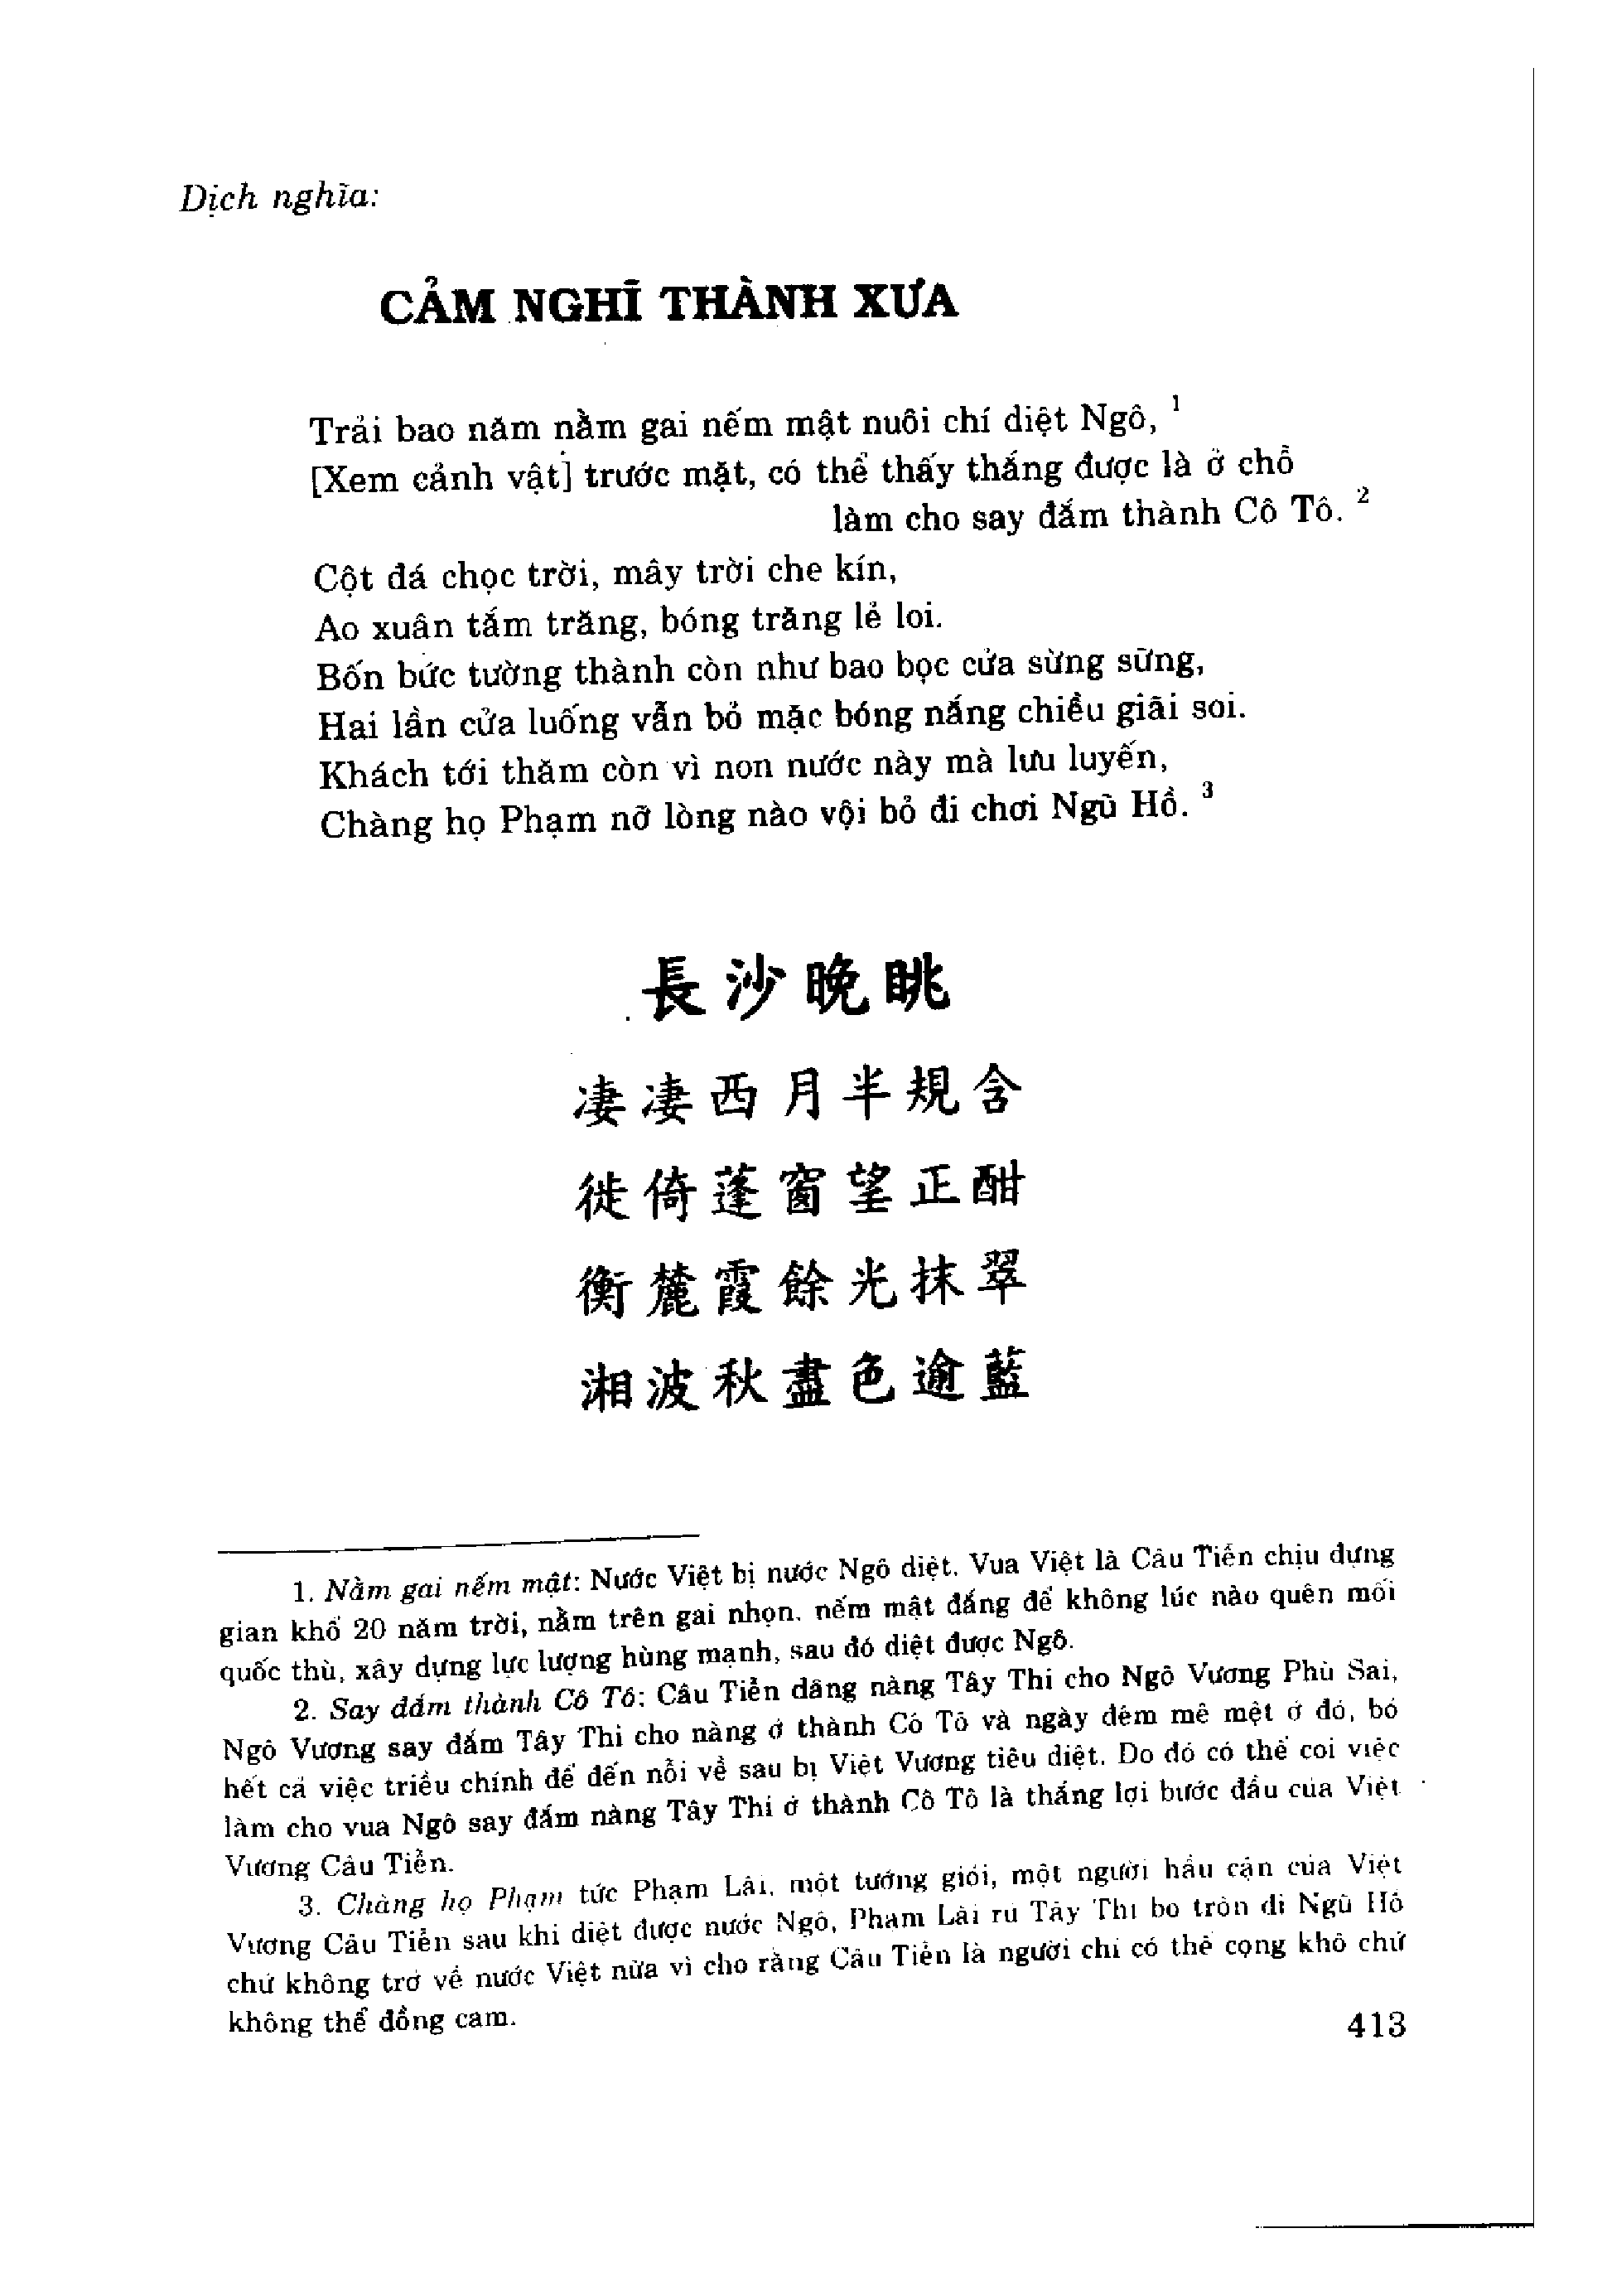 Dịch nghĩa:
CẢM NGHĨ THÀNH XƯA
Trải bao năm nằm gai nếm mật nuôi chí diệt Ngô, 1
[Xem cảnh vật] trước mặt, có thể thấy thắng được là ở chỗ
làm cho say đắm thành Cô Tô. 2
Cột đá chọc trời, mây trời che kín,
Ao xuân tắm trăng, bóng trăng lẻ loi.
Bốn bức tường thành còn như bao bọc cửa sừng sững,
Hai lần cửa luống vẫn bỏ mặc bóng nắng chiều giãi soi.
Khách tới thăm còn vì non nước này mà lưu luyến,
Chàng họ Phạm nỡ lòng nào vội bỏ đi chơi Ngũ Hồ. 3
長沙晚眺
凄凄西月半規含
徙倚蓬窗望正酣
衡麓霞餘光抹翠
湘波秋盡色逾藍
1. Nằm gai nếm mật: Nước Việt bị nước Ngô diệt. Vua Việt là Câu Tiễn chịu đựng
gian khổ 20 năm trời, nằm trên gai nhọn, nếm mật đắng để không lúc nào quên mối
quốc thù, xây dựng lực lượng hùng mạnh, sau đó diệt được Ngô.
2. Say đắm thành Cô Tô: Câu Tiễn dâng nàng Tây Thi cho Ngô Vương Phù Sai,
Ngô Vương say đắm Tây Thi cho nàng ở thành Cô Tô và ngày đêm mê mệt ở đó, bỏ
hết cả việc triều chính để đến nỗi về sau bị Việt Vương tiêu diệt. Do đó có thể coi việc
làm cho vua Ngô say đắm nàng Tây Thi ở thành Cô Tô là thắng lợi bước đầu của Việt
Vương Câu Tiễn.
3. Chàng họ Phạm tức Phạm Lãi, một tướng giỏi, một người hầu cận của Việt
Vương Câu Tiễn sau khi diệt được nước Ngô, Phạm Lãi rủ Tây Thi bỏ trốn đi Ngũ Hồ
chứ không trở về nước Việt nữa vì cho rằng Câu Tiễn là người chỉ có thể cọng khổ chứ
không thể đồng cam.
413